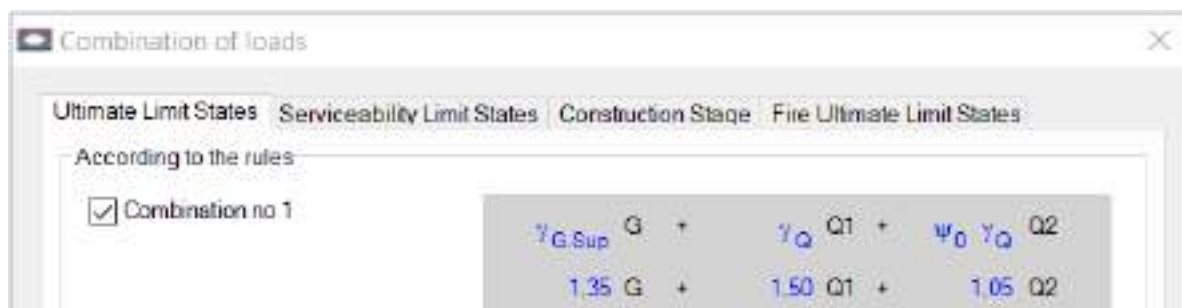 Combination of loads
Ultimate Limit States Serviceability Limit States Construction Stage Fire Ultimate Limit States
According to the rules
Combination no 1
γG.Sup G + γQ Q1 + Ψ0 γQ Q2
1.35 G + 1.50 Q1 + 1.05 Q2